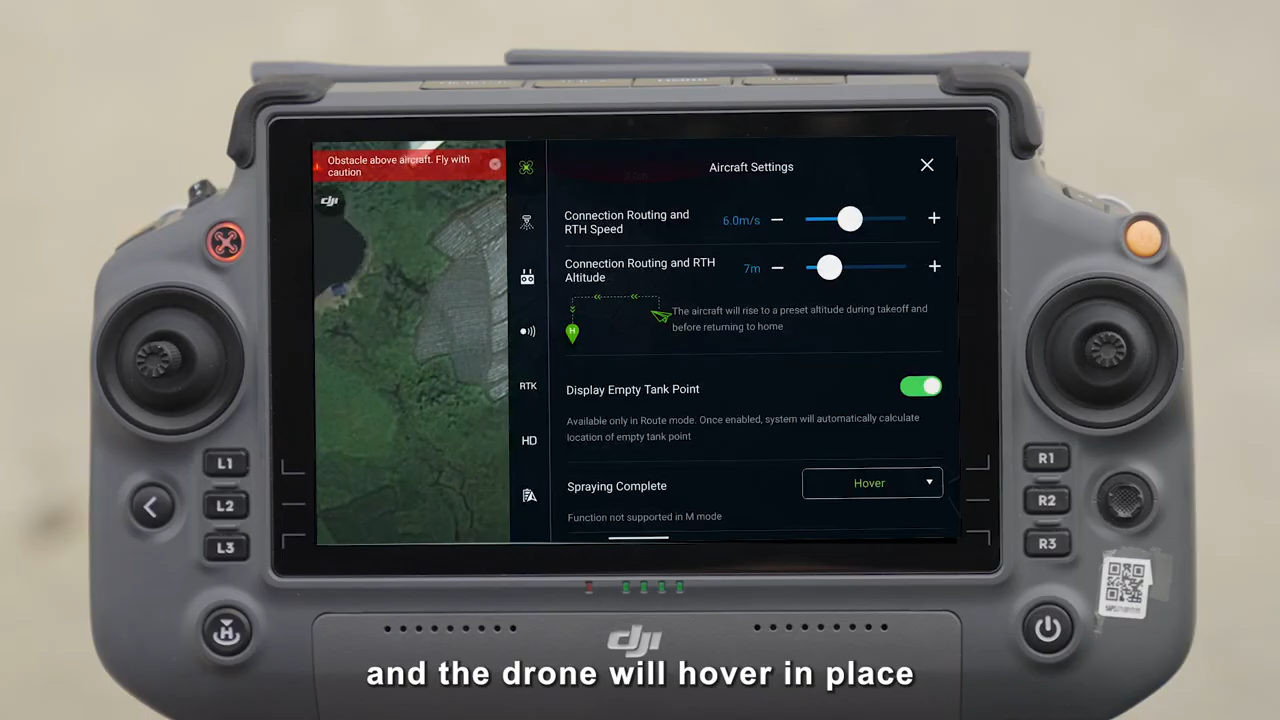 Obstacle above aircraft. Fly with
caution
dji
Aircraft Settings
Connection Routing and
RTH Speed
6.0m/s
Connection Routing and RTH
Altitude
7m
H
The aircraft will rise to a preset altitude during takeoff and
before returning to home
Display Empty Tank Point
Available only in Route mode. Once enabled, system will automatically calculate
location of empty tank point
Spraying Complete
Hover
Function not supported in M mode
RTK
HD
L1
L2
L3
R1
R2
R3
H
dji
and the drone will hover in place